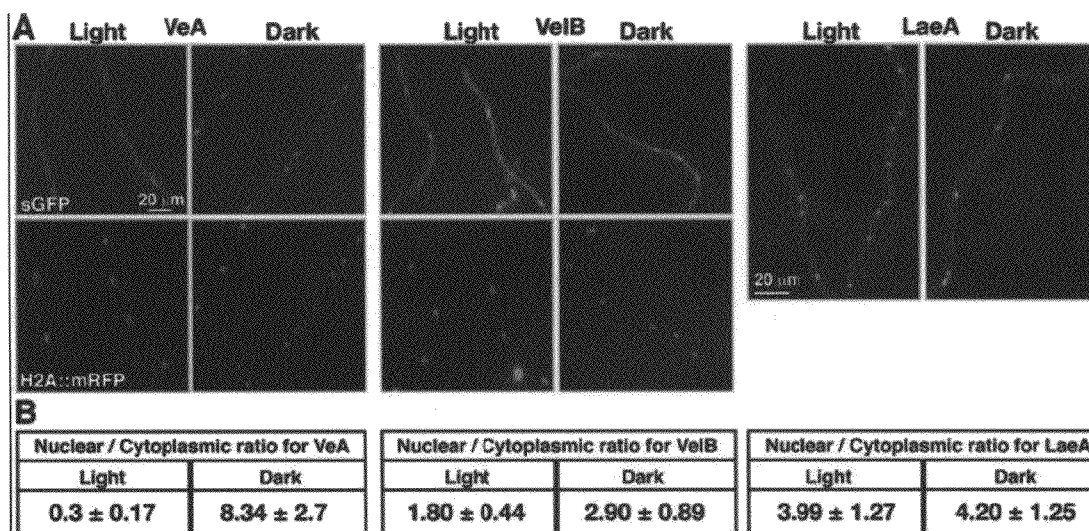 A
Light VeA Dark
Light VelB Dark
Light LaeA Dark
sGFP
20 µm
20 µm
H2A::mRFP
B
Nuclear / Cytoplasmic ratio for VeA
Light Dark
0.3 ± 0.17 8.34 ± 2.7
Nuclear / Cytoplasmic ratio for VelB
Light Dark
1.80 ± 0.44 2.90 ± 0.89
Nuclear / Cytoplasmic ratio for LaeA
Light Dark
3.99 ± 1.27 4.20 ± 1.25